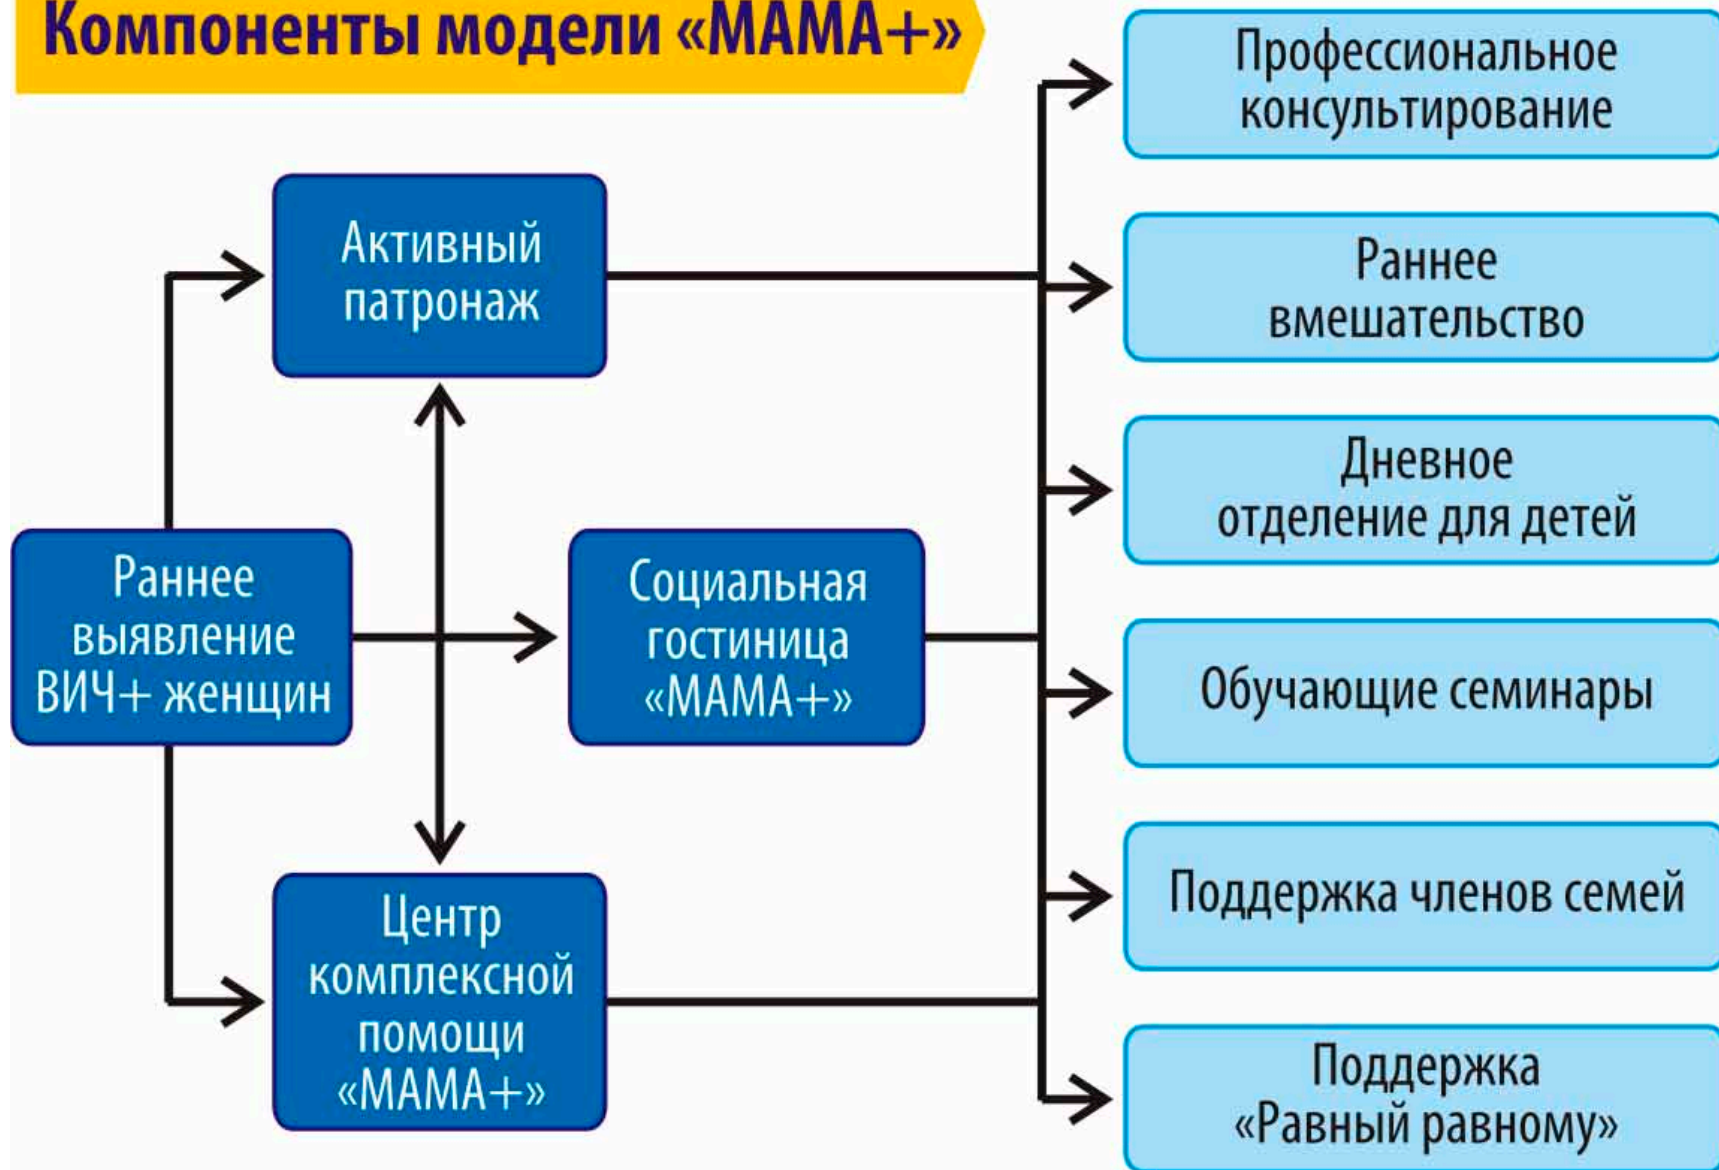 Компоненты модели «МАМА+»
Активный
патронаж
Раннее
выявление
ВИЧ+ женщин
Социальная
гостиница
«МАМА+»
Центр
комплексной
помощи
«МАМА+»
Профессиональное
консультирование
Раннее
вмешательство
Дневное
отделение для детей
Обучающие семинары
Поддержка членов семей
Поддержка
«Равный равному»